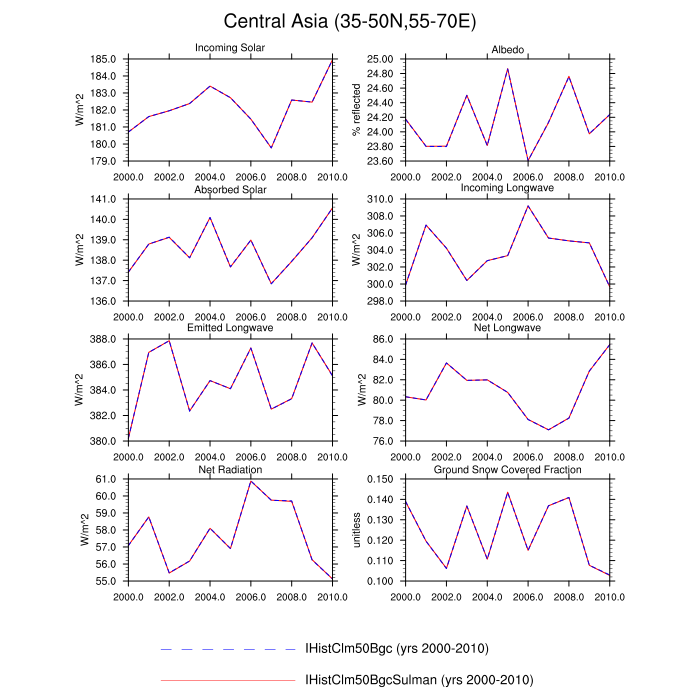 Central Asia (35-50N,55-70E)
Incoming Solar
W/m^2
185.0
184.0
183.0
182.0
181.0
180.0
179.0
2000.0 2002.0 2004.0 2006.0 2008.0 2010.0
Albedo
% reflected
25.00
24.80
24.60
24.40
24.20
24.00
23.80
23.60
2000.0 2002.0 2004.0 2006.0 2008.0 2010.0
Absorbed Solar
W/m^2
141.0
140.0
139.0
138.0
137.0
136.0
2000.0 2002.0 2004.0 2006.0 2008.0 2010.0
Incoming Longwave
W/m^2
310.0
308.0
306.0
304.0
302.0
300.0
298.0
2000.0 2002.0 2004.0 2006.0 2008.0 2010.0
Emitted Longwave
W/m^2
388.0
386.0
384.0
382.0
380.0
2000.0 2002.0 2004.0 2006.0 2008.0 2010.0
Net Longwave
W/m^2
86.0
84.0
82.0
80.0
78.0
76.0
2000.0 2002.0 2004.0 2006.0 2008.0 2010.0
Net Radiation
W/m^2
61.0
60.0
59.0
58.0
57.0
56.0
55.0
2000.0 2002.0 2004.0 2006.0 2008.0 2010.0
Ground Snow Covered Fraction
unitless
0.150
0.140
0.130
0.120
0.110
0.100
2000.0 2002.0 2004.0 2006.0 2008.0 2010.0
IHistClm50Bgc (yrs 2000-2010)
IHistClm50BgcSulman (yrs 2000-2010)